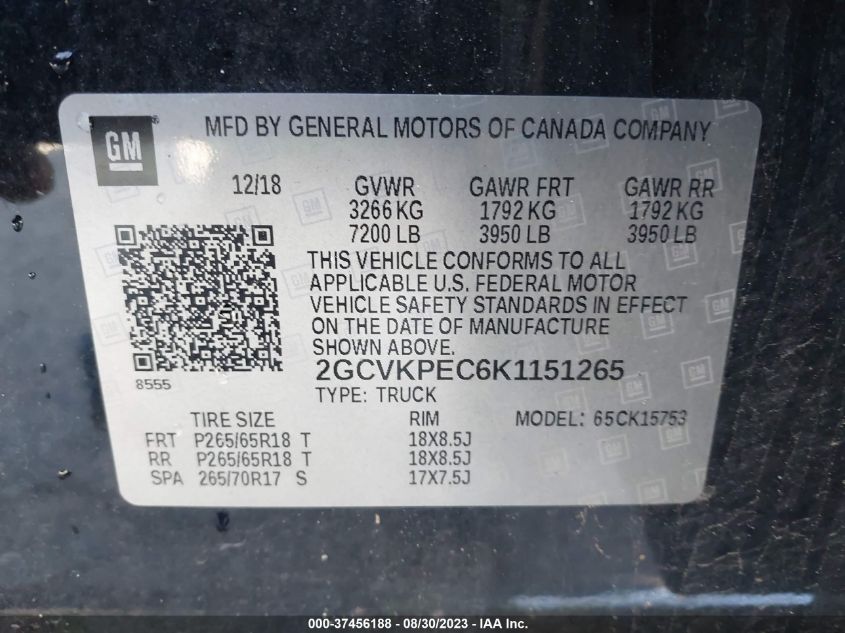 GM
MFD BY GENERAL MOTORS OF CANADA COMPANY
12/18 GVWR GAWR FRT GAWR RR
3266 KG 1792 KG 1792 KG
7200 LB 3950 LB 3950 LB
THIS VEHICLE CONFORMS TO ALL
APPLICABLE U.S. FEDERAL MOTOR
VEHICLE SAFETY STANDARDS IN EFFECT
ON THE DATE OF MANUFACTURE
SHOWN ABOVE.
8555
2GCVKPEC6K1151265
TYPE: TRUCK
TIRE SIZE RIM MODEL: 65CK15753
FRT P265/65R18 T 18X8.5J
RR P265/65R18 T 18X8.5J
SPA 265/70R17 S 17X7.5J
000-37456188 - 08/30/2023 - IAA Inc.